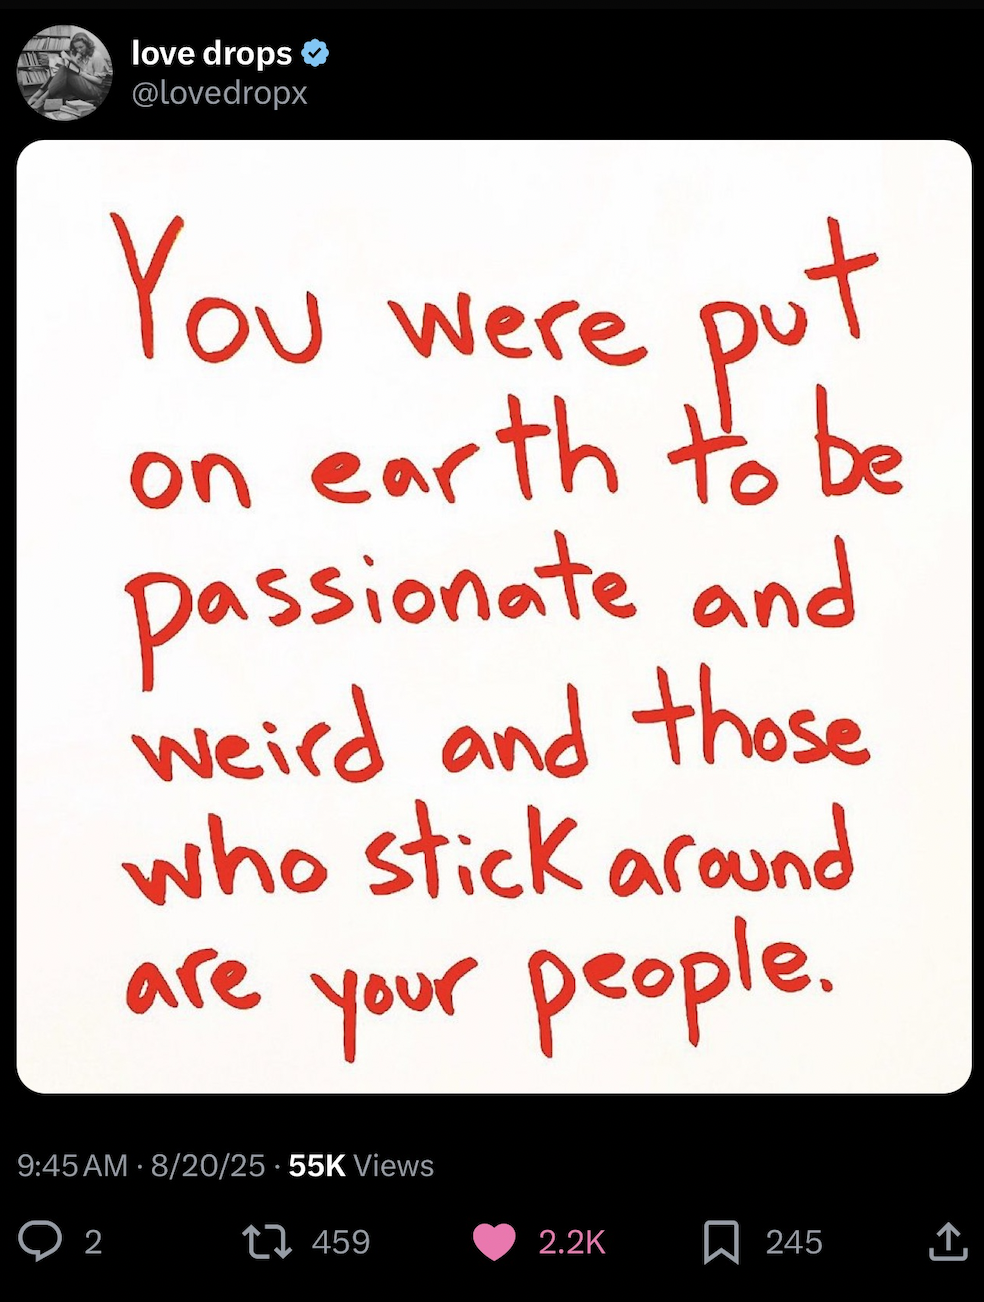 love drops
@lovedropx
You were put
on earth to be
passionate and
weird and those
who stick around
are your people.
9:45 AM · 8/20/25 · 55K Views
2 459 2.2K 245